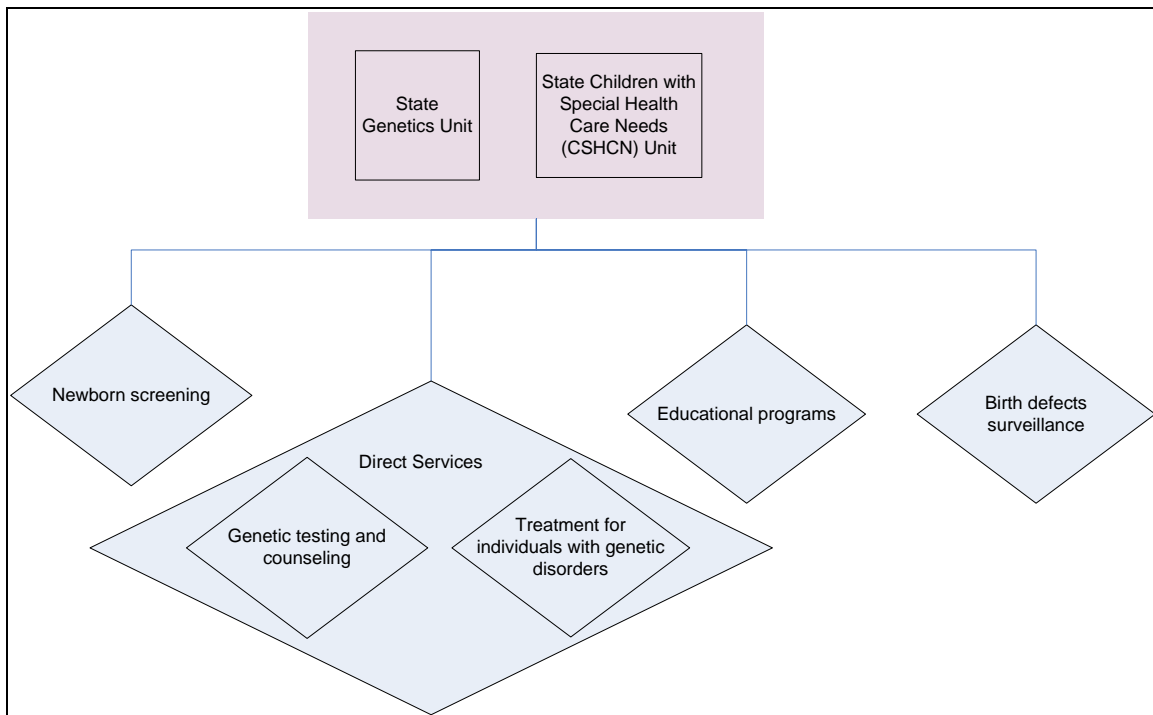 State
Genetics Unit
State Children with
Special Health
Care Needs
(CSHCN) Unit
Newborn screening
Direct Services
Genetic testing and
counseling
Treatment for
individuals with genetic
disorders
Educational programs
Birth defects
surveillance